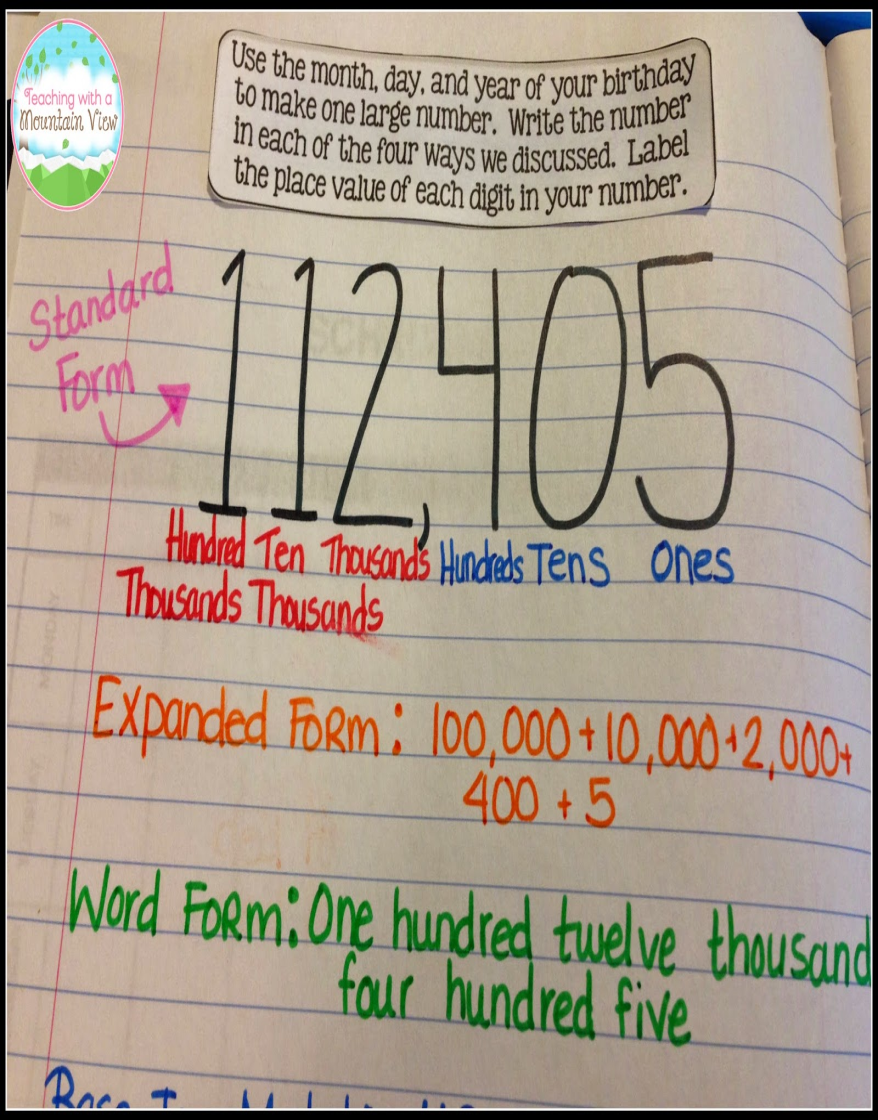 Teaching with a
Mountain View
Use the month, day, and year of your birthday
to make one large number. Write the number
in each of the four ways we discussed. Label
the place value of each digit in your number.
Standard
Form
112,405
Hundred Ten Thousands Hundreds Tens Ones
Thousands Thousands
Expanded Form: 100,000+10,000+2,000+
400 + 5
Word Form: One hundred twelve thousand
four hundred five
Base